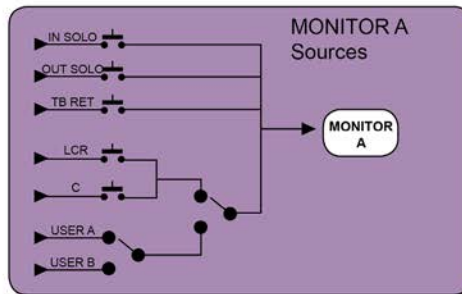 MONITOR A
Sources
IN SOLO
OUT SOLO
TB RET
MONITOR
A
LCR
C
USER A
USER B